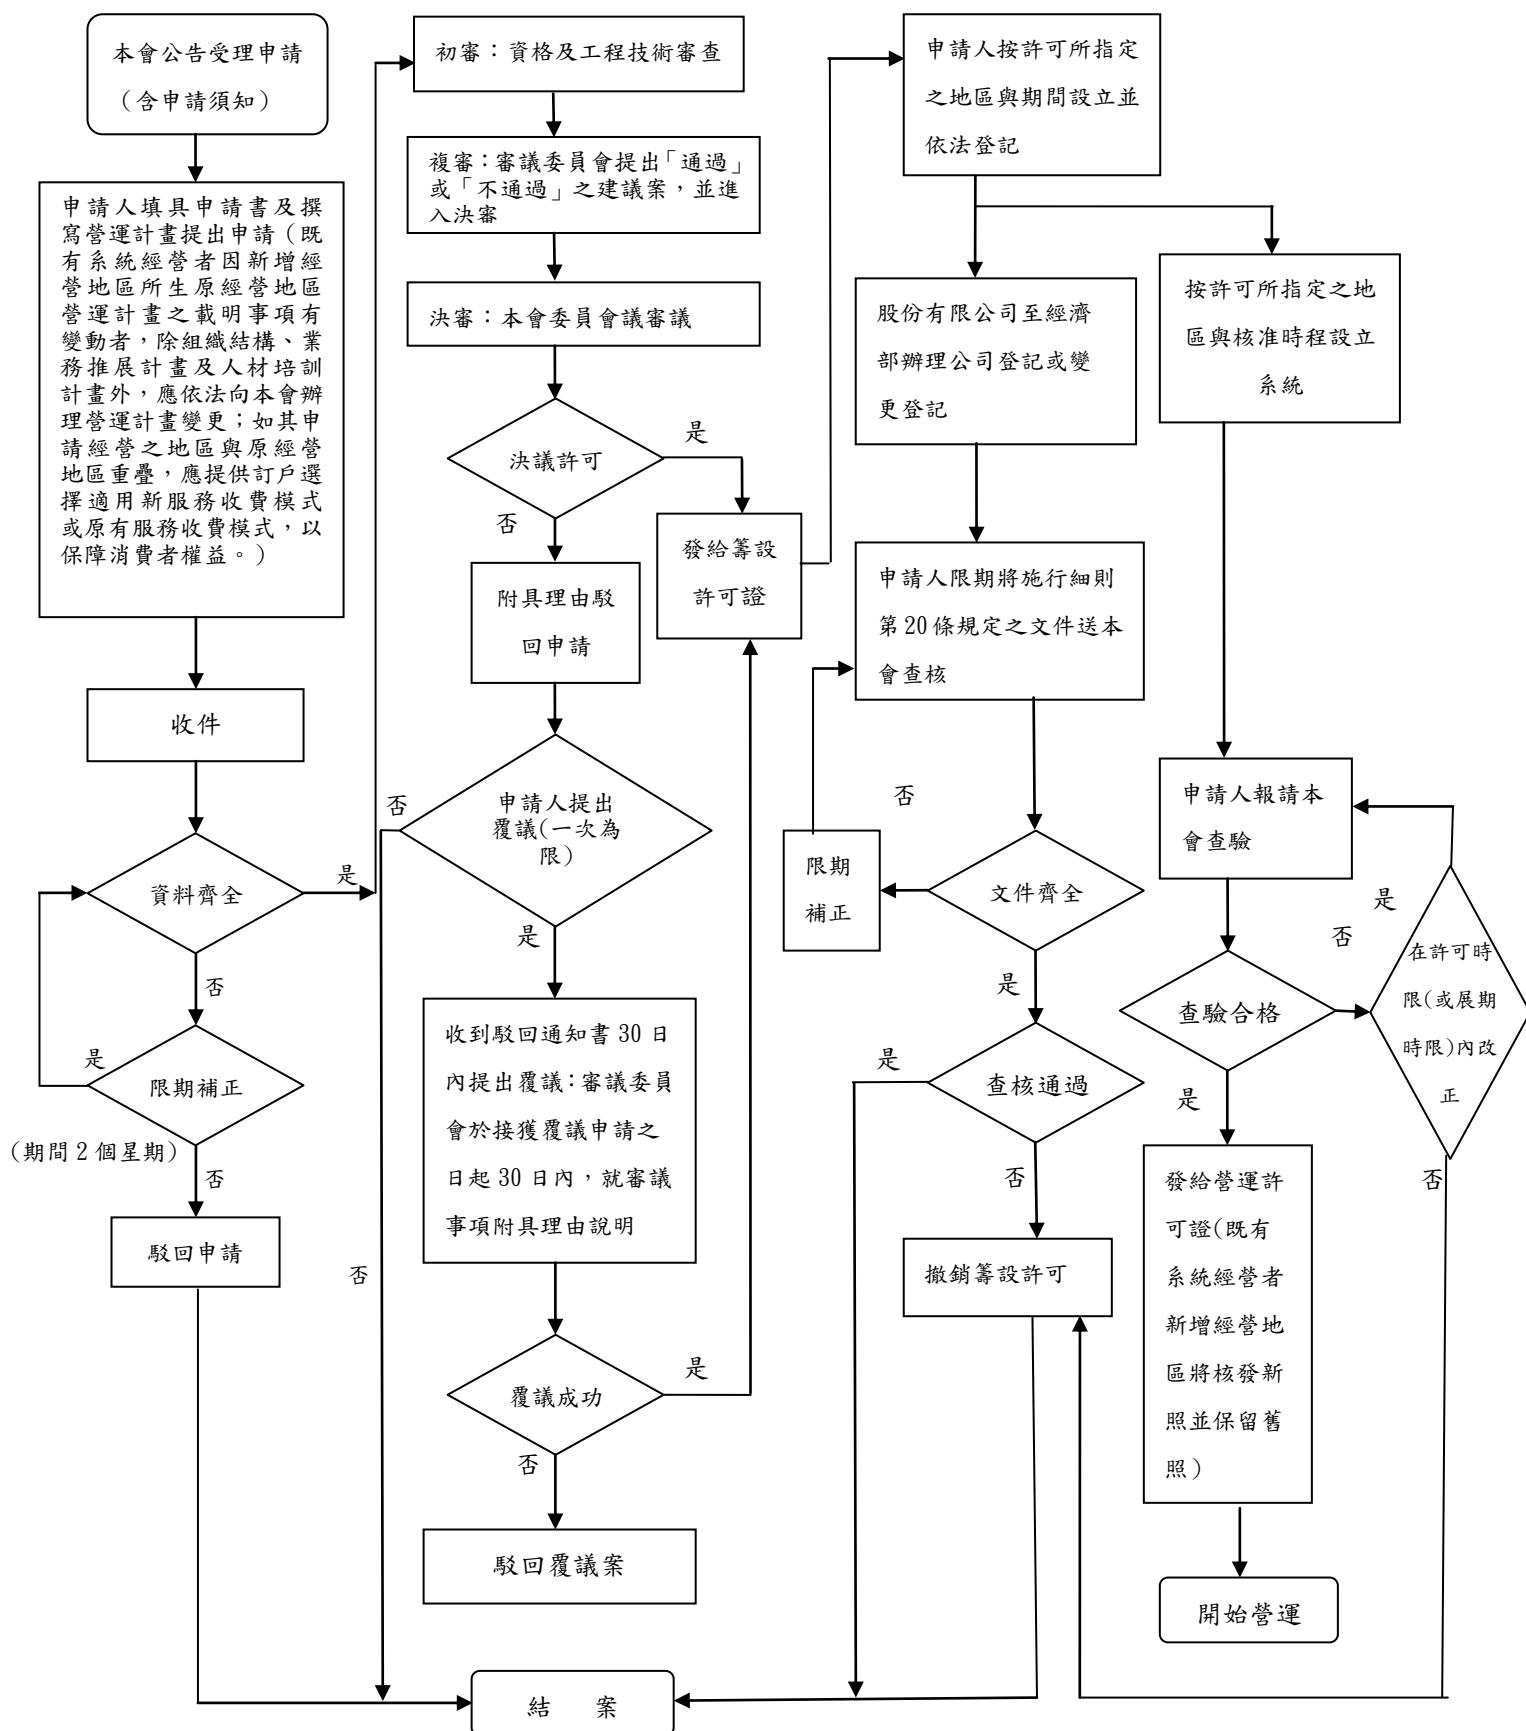 本會公告受理申請
（含申請須知）
申請人填具申請書及撰
寫營運計畫提出申請（既
有系統經營者因新增經
營地區所生原經營地區
營運計畫之載明事項有
變動者，除組織結構、業
務推展計畫及人材培訓
計畫外，應依法向本會辦
理營運計畫變更；如其申
請經營之地區與原經營
地區重疊，應提供訂戶選
擇適用新服務收費模式
或原有服務收費模式，以
保障消費者權益。）
收件
資料齊全
是
否
是
限期補正
（期間2個星期）
否
駁回申請
初審：資格及工程技術審查
複審：審議委員會提出「通過」
或「不通過」之建議案，並進
入決審
決審：本會委員會議審議
決議許可
是
否
發給籌設
許可證
附具理由駁
回申請
否
申請人提出
覆議(一次為
限)
是
收到駁回通知書30日
內提出覆議：審議委員
會於接獲覆議申請之
日起30日內，就審議
事項附具理由說明
否
覆議成功
是
否
駁回覆議案
結 案
申請人按許可所指定
之地區與期間設立並
依法登記
股份有限公司至經濟
部辦理公司登記或變
更登記
申請人限期將施行細則
第20條規定之文件送本
會查核
否
限期
補正
文件齊全
是
是
查核通過
否
撤銷籌設許可
按許可所指定之地
區與核准時程設立
系統
申請人報請本
會查驗
是
否
查驗合格
在許可時
限(或展期
時限)內改
正
是
否
發給營運許
可證(既有
系統經營者
新增經營地
區將核發新
照並保留舊
照)
開始營運